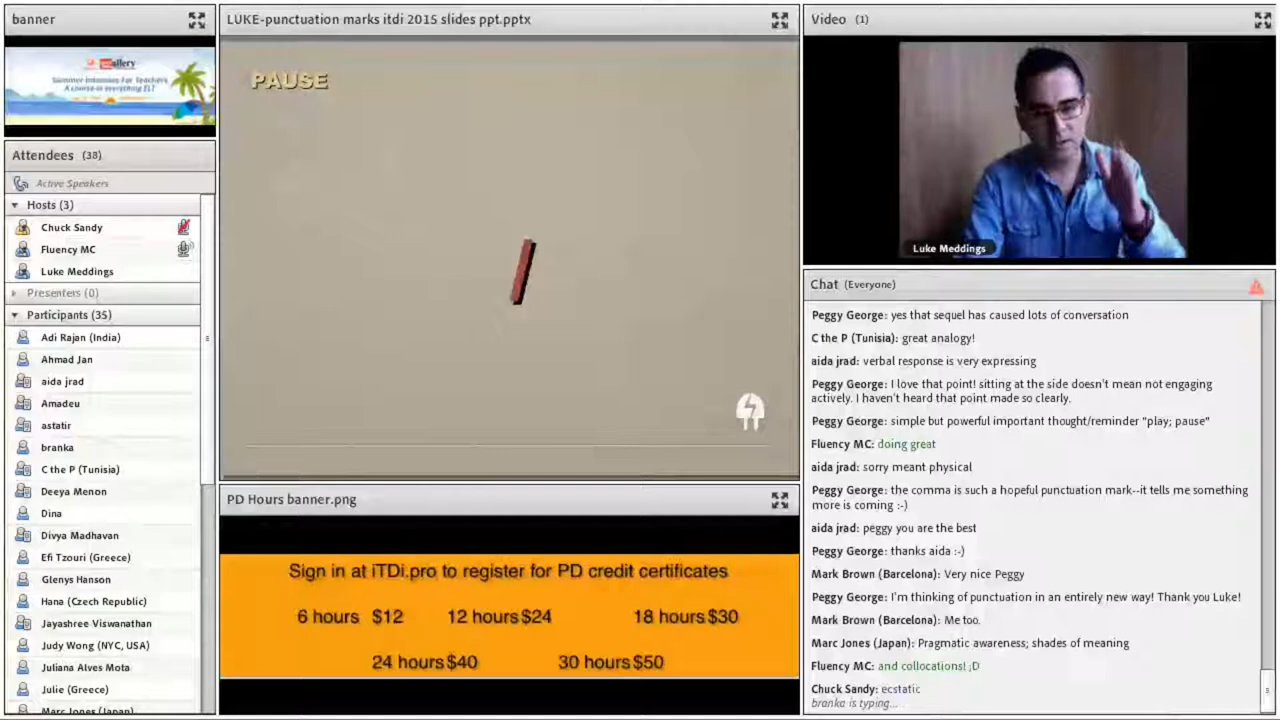 banner
allery
Summer Intensive For Teachers
A course is everything ELT
Attendees (38)
Active Speakers
Hosts (3)
Chuck Sandy
Fluency MC
Luke Meddings
Presenters (0)
Participants (35)
Adi Rajan (India)
Ahmad Jan
aida jrad
Amadeu
astatir
branka
C the P (Tunisia)
Deeya Menon
Dina
Divya Madhavan
Efi Tzouri (Greece)
Glenys Hanson
Hana (Czech Republic)
Jayashree Viswanathan
Judy Wong (NYC, USA)
Juliana Alves Mota
Julie (Greece)
Marc Jones (Japan)
LUKE-punctuation marks itdi 2015 slides ppt.pptx
PAUSE
/
PD Hours banner.png
Sign in at iTDi.pro to register for PD credit certificates
6 hours $12 12 hours $24 18 hours $30
24 hours $40 30 hours $50
Video (1)
Luke Meddings
Chat (Everyone)
Peggy George: yes that sequel has caused lots of conversation
C the P (Tunisia): great analogy!
aida jrad: verbal response is very expressing
Peggy George: I love that point! sitting at the side doesn't mean not engaging
actively. I haven't heard that point made so clearly.
Peggy George: simple but powerful important thought/reminder "play; pause"
Fluency MC: doing great
aida jrad: sorry meant physical
Peggy George: the comma is such a hopeful punctuation mark--it tells me something
more is coming :-)
aida jrad: peggy you are the best
Peggy George: thanks aida :-)
Mark Brown (Barcelona): Very nice Peggy
Peggy George: I'm thinking of punctuation in an entirely new way! Thank you Luke!
Mark Brown (Barcelona): Me too.
Marc Jones (Japan): Pragmatic awareness; shades of meaning
Fluency MC: and collocations! ;D
Chuck Sandy: ecstatic
branka is typing...